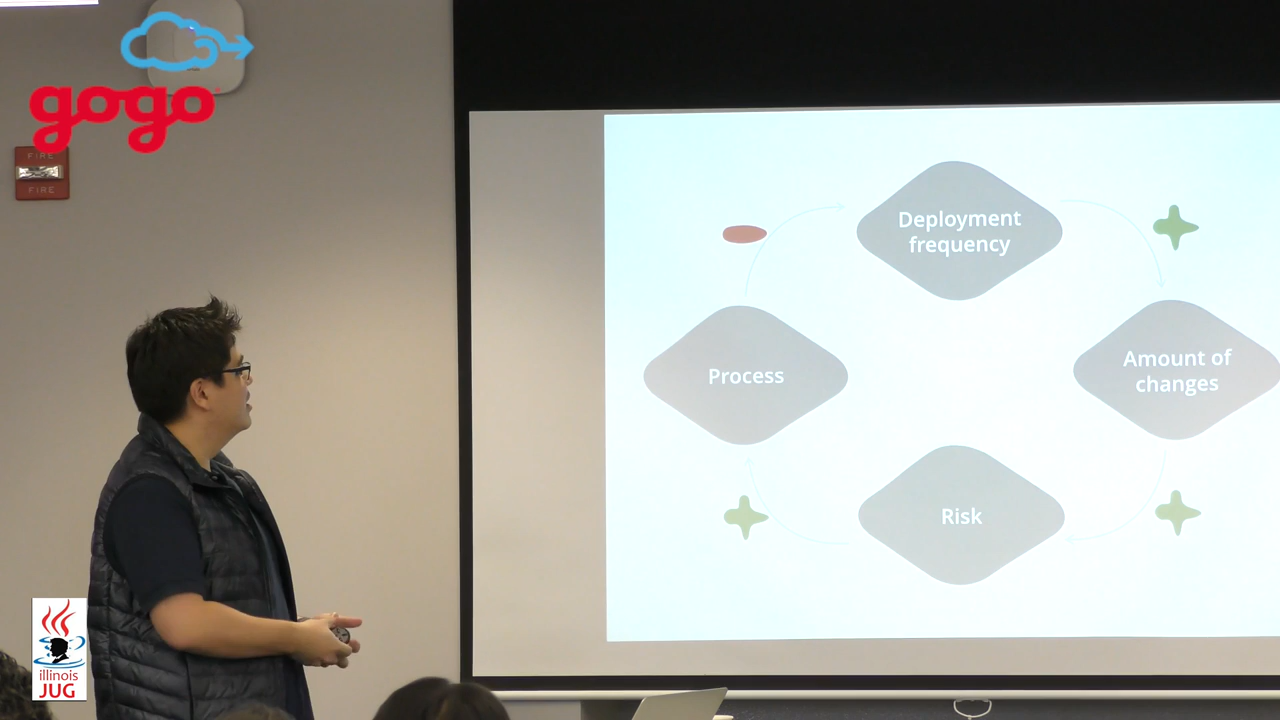 gogo
FIRE
FIRE
Deployment
frequency
Process
Amount of
changes
Risk
illinois
JUG